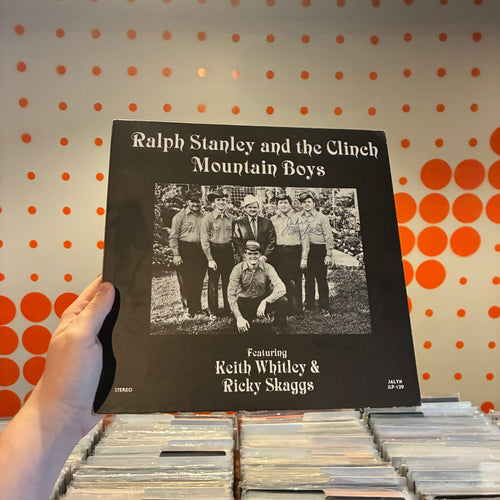 Ralph Stanley and the Clinch
Mountain Boys
Featuring
Keith Whitley &
Ricky Skaggs
STEREO
JALYN
JLP-129